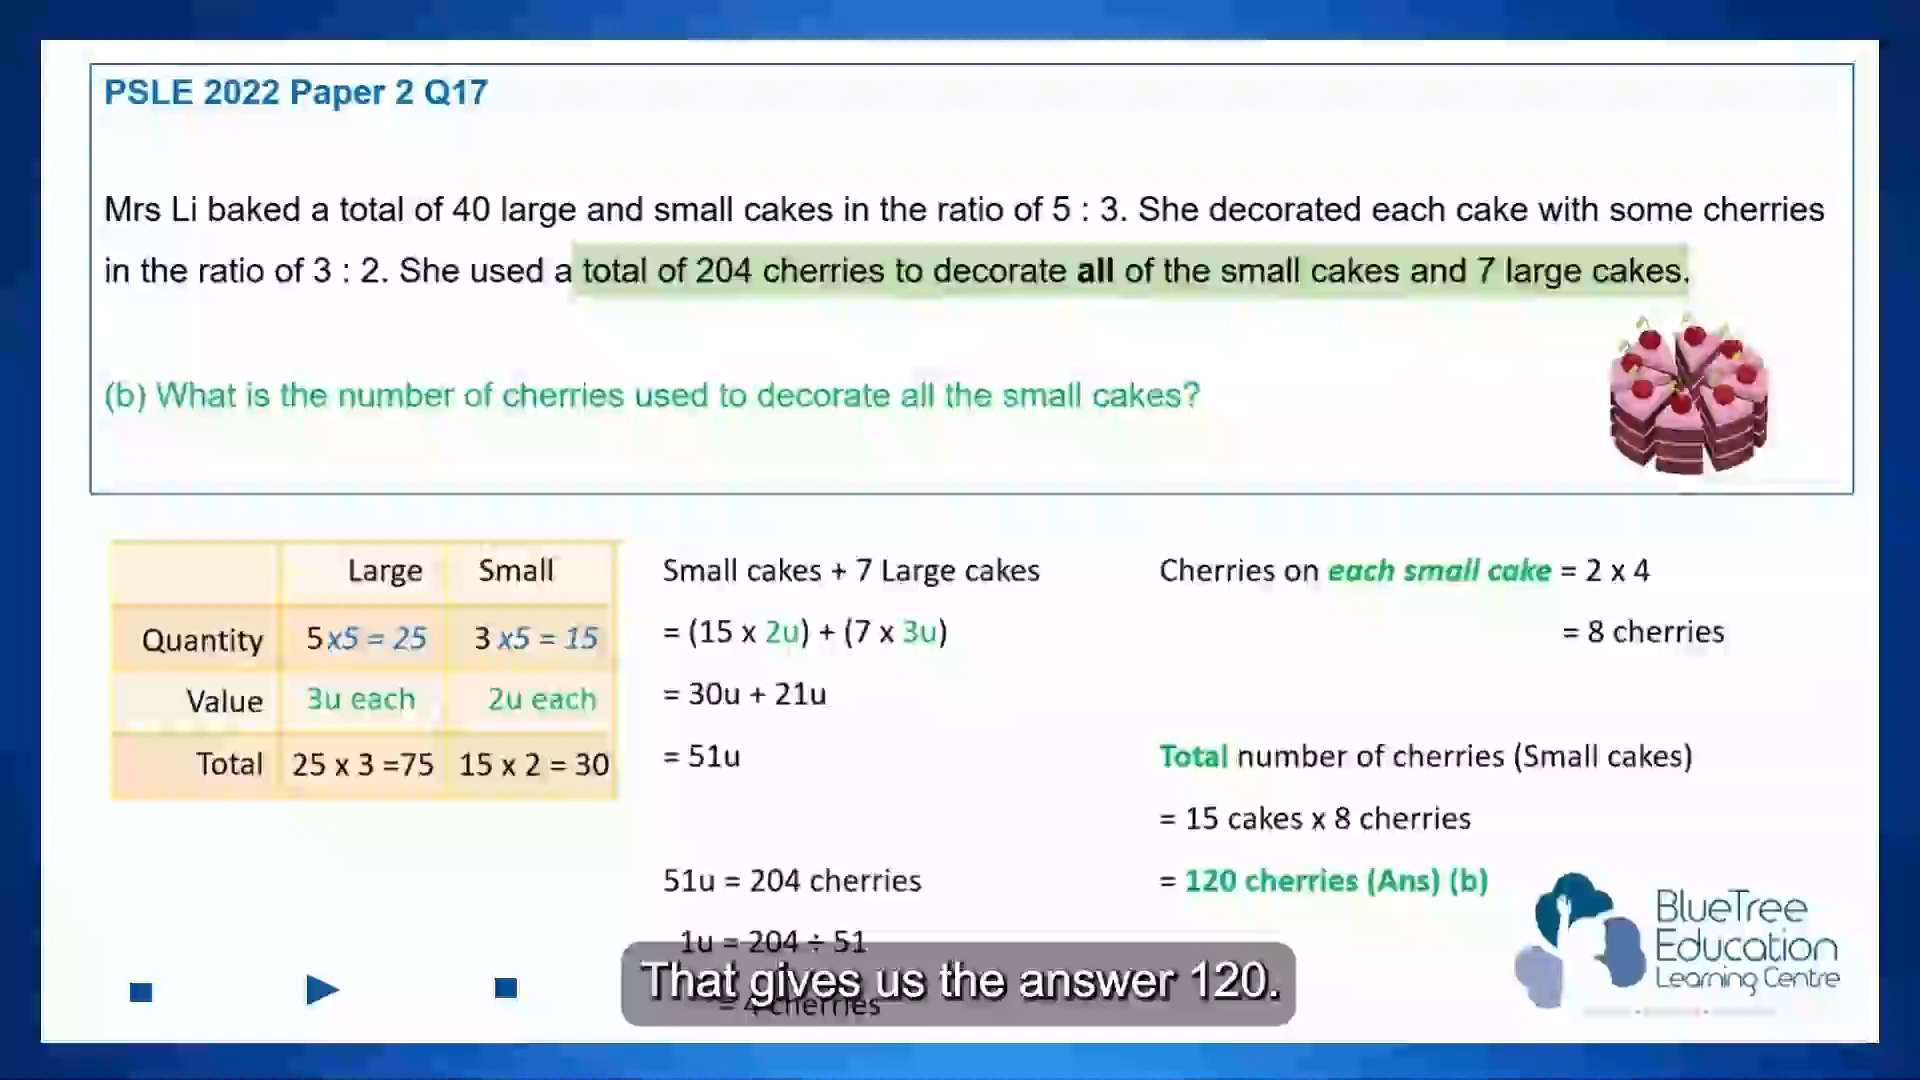 PSLE 2022 Paper 2 Q17
Mrs Li baked a total of 40 large and small cakes in the ratio of 5 : 3. She decorated each cake with some cherries
in the ratio of 3 : 2. She used a total of 204 cherries to decorate all of the small cakes and 7 large cakes.
(b) What is the number of cherries used to decorate all the small cakes?
Large Small
Quantity 5 x5 = 25 3 x5 = 15
Value 3u each 2u each
Total 25 x 3 =75 15 x 2 = 30
Small cakes + 7 Large cakes
= (15 x 2u) + (7 x 3u)
= 30u + 21u
= 51u
51u = 204 cherries
1u = 204 ÷ 51
= 4 cherries
Cherries on each small cake = 2 x 4
= 8 cherries
Total number of cherries (Small cakes)
= 15 cakes x 8 cherries
= 120 cherries (Ans) (b)
BlueTree
Education
Learning Centre
That gives us the answer 120.